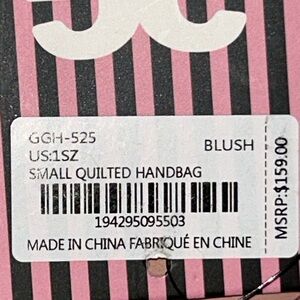 GGH-525
US:1SZ
BLUSH
SMALL QUILTED HANDBAG
194295095503
MADE IN CHINA FABRIQUÉ EN CHINE
MSRP:$159.00